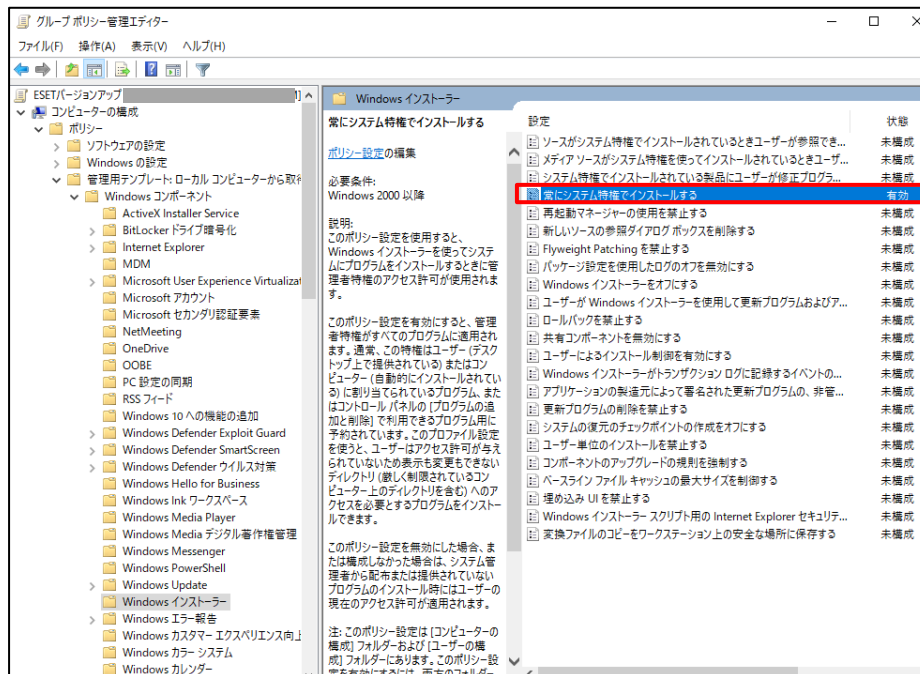 グループ ポリシー管理エディター
ファイル(F) 操作(A) 表示(V) ヘルプ(H)
ESETバージョンアップ
コンピューターの構成
ポリシー
ソフトウェアの設定
Windows の設定
管理用テンプレート: ローカル コンピューターから取得
Windows コンポーネント
ActiveX Installer Service
BitLocker ドライブ暗号化
Internet Explorer
MDM
Microsoft User Experience Virtualizat
Microsoft アカウント
Microsoft セカンダリ認証要素
NetMeeting
OneDrive
OOBE
PC 設定の同期
RSS フィード
Windows 10 への機能の追加
Windows Defender Exploit Guard
Windows Defender SmartScreen
Windows Defender ウイルス対策
Windows Hello for Business
Windows Ink ワークスペース
Windows Media Player
Windows Media デジタル著作権管理
Windows Messenger
Windows PowerShell
Windows Update
Windows インストーラー
Windows エラー報告
Windows カスタマー エクスペリエンス向上
Windows カラー システム
Windows カレンダー
Windows インストーラー
常にシステム特権でインストールする
ポリシー設定の編集
必要条件:
Windows 2000 以降
説明:
このポリシー設定を使用すると、
Windows インストーラーを使ってシステ
ムにプログラムをインストールするときに管
理者特権のアクセス許可が使用されま
す。
このポリシー設定を有効にすると、管理
者特権がすべてのプログラムに適用され
ます。通常、この特権はユーザー (デスク
トップ上で提供されている) またはコン
ピューター (自動的にインストールされてい
る) に割り当てられているプログラム、また
はコントロール パネルの [プログラムの追
加と削除] で利用できるプログラム用に
予約されています。このプロファイル設定
を使うと、ユーザーはアクセス許可が与え
られていないため表示も変更もできない
ディレクトリ (厳しく制限されているコン
ピューター上のディレクトリを含む) へのア
クセスを必要とするプログラムをインストー
ルできます。
このポリシー設定を無効にした場合、ま
たは構成しなかった場合は、システム管
理者から配布または提供されていない
プログラムのインストール時にはユーザーの
現在のアクセス許可が適用されます。
注: このポリシー設定は [コンピューターの
構成] フォルダーおよび [ユーザーの構
成] フォルダーにあります。このポリシー設
定を有効にするには、両方のフォルダー
設定 状態
ソースがシステム特権でインストールされているときユーザーが参照でき... 未構成
メディア ソースがシステム特権を使ってインストールされているときユーザ... 未構成
システム特権でインストールされている製品にユーザーが修正プログラ... 未構成
常にシステム特権でインストールする 有効
再起動マネージャーの使用を禁止する 未構成
新しいソースの参照ダイアログ ボックスを削除する 未構成
Flyweight Patching を禁止する 未構成
パッケージ設定を使用したログのオフを無効にする 未構成
Windows インストーラーをオフにする 未構成
ユーザーが Windows インストーラーを使用して更新プログラムおよびア... 未構成
ロールバックを禁止する 未構成
共有コンポーネントを無効にする 未構成
ユーザーによるインストール制御を有効にする 未構成
Windows インストーラーがトランザクション ログに記録するイベントの... 未構成
アプリケーションの製造元によって署名された更新プログラムの、非管... 未構成
更新プログラムの削除を禁止する 未構成
システムの復元のチェックポイントの作成をオフにする 未構成
ユーザー単位のインストールを禁止する 未構成
コンポーネントのアップグレードの規則を強制する 未構成
ベースライン ファイル キャッシュの最大サイズを制御する 未構成
埋め込み UI を禁止する 未構成
Windows インストーラー スクリプト用の Internet Explorer セキュリテ... 未構成
変換ファイルのコピーをワークステーション上の安全な場所に保存する 未構成